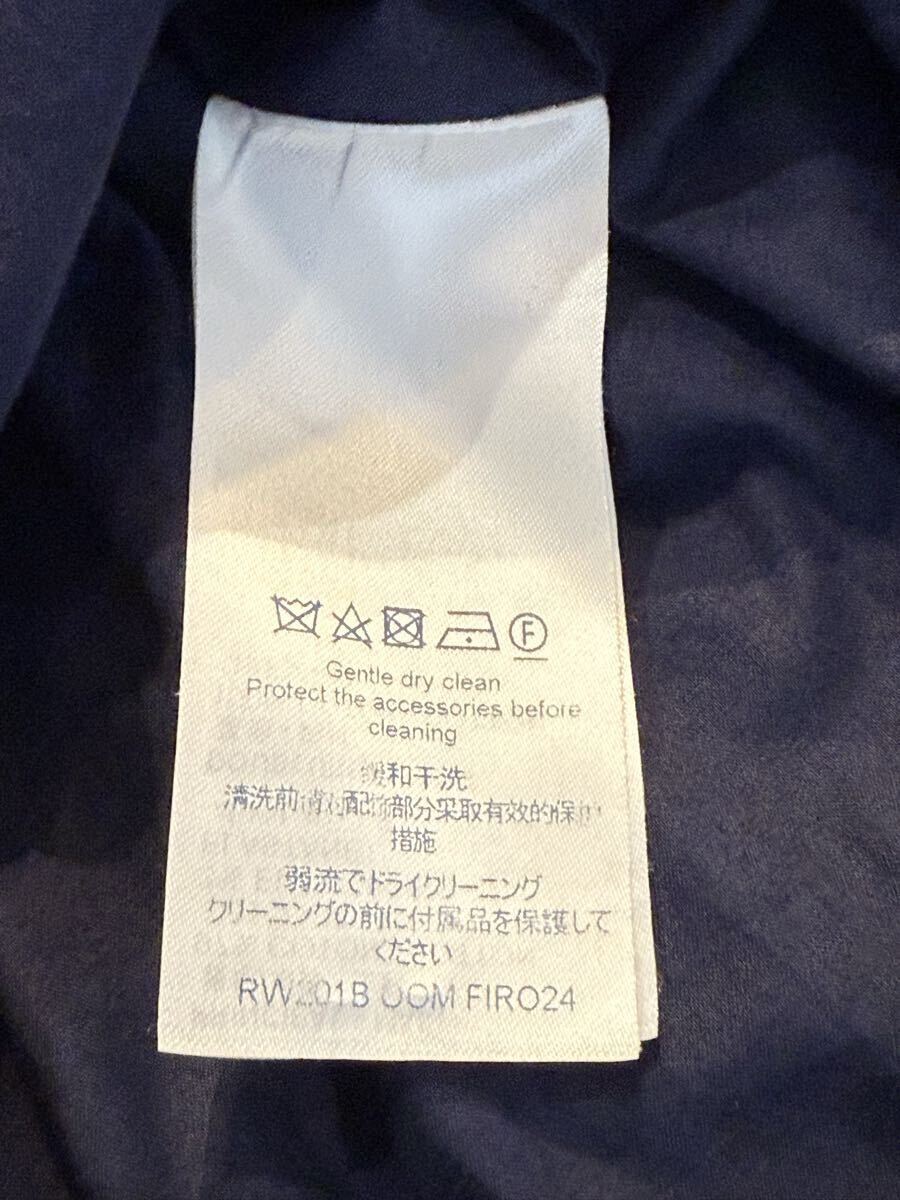 F
Gentle dry clean
Protect the accessories before
cleaning
缓和干洗
清洗前请对配饰部分采取有效的保护
措施
弱流でドライクリーニング
クリーニングの前に付属品を保護して
ください
RW201B OOM FIRO24